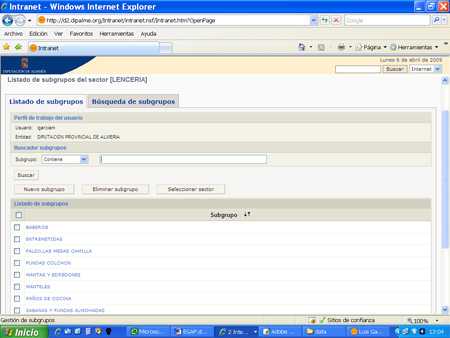 Intranet - Windows Internet Explorer
http://d2.dipalme.org/Intranet/intranet.nsf/Intranet.htm?OpenPage
Google
Archivo Edición Ver Favoritos Herramientas Ayuda
Intranet
Página Herramientas
Lunes 6 de abril de 2009
DIPUTACIÓN DE ALMERÍA
Buscar Internet
Listado de subgrupos del sector [LENCERIA]
Listado de subgrupos Búsqueda de subgrupos
Perfil de trabajo del usuario
Usuario: lgarciam
Entidad: DIPUTACION PROVINCIAL DE ALMERIA
Buscador subgrupos
Subgrupo: Contiene
Buscar
Nuevo subgrupo Eliminar subgrupo Seleccionar sector
Listado de subgrupos
Subgrupo
BABEROS
ENTREMETIDAS
FALDILLAS MESAS CAMILLA
FUNDAS COLCHON
MANTAS Y EDREDONES
MANTELES
PAÑOS DE COCINA
SABANAS Y FUNDAS ALMOHADAS
Gestión de subgrupos Sitios de confianza 100%
Inicio Microso... EGAP.d... 2 Inte... Adobe ... data Luis Ga... 13:04